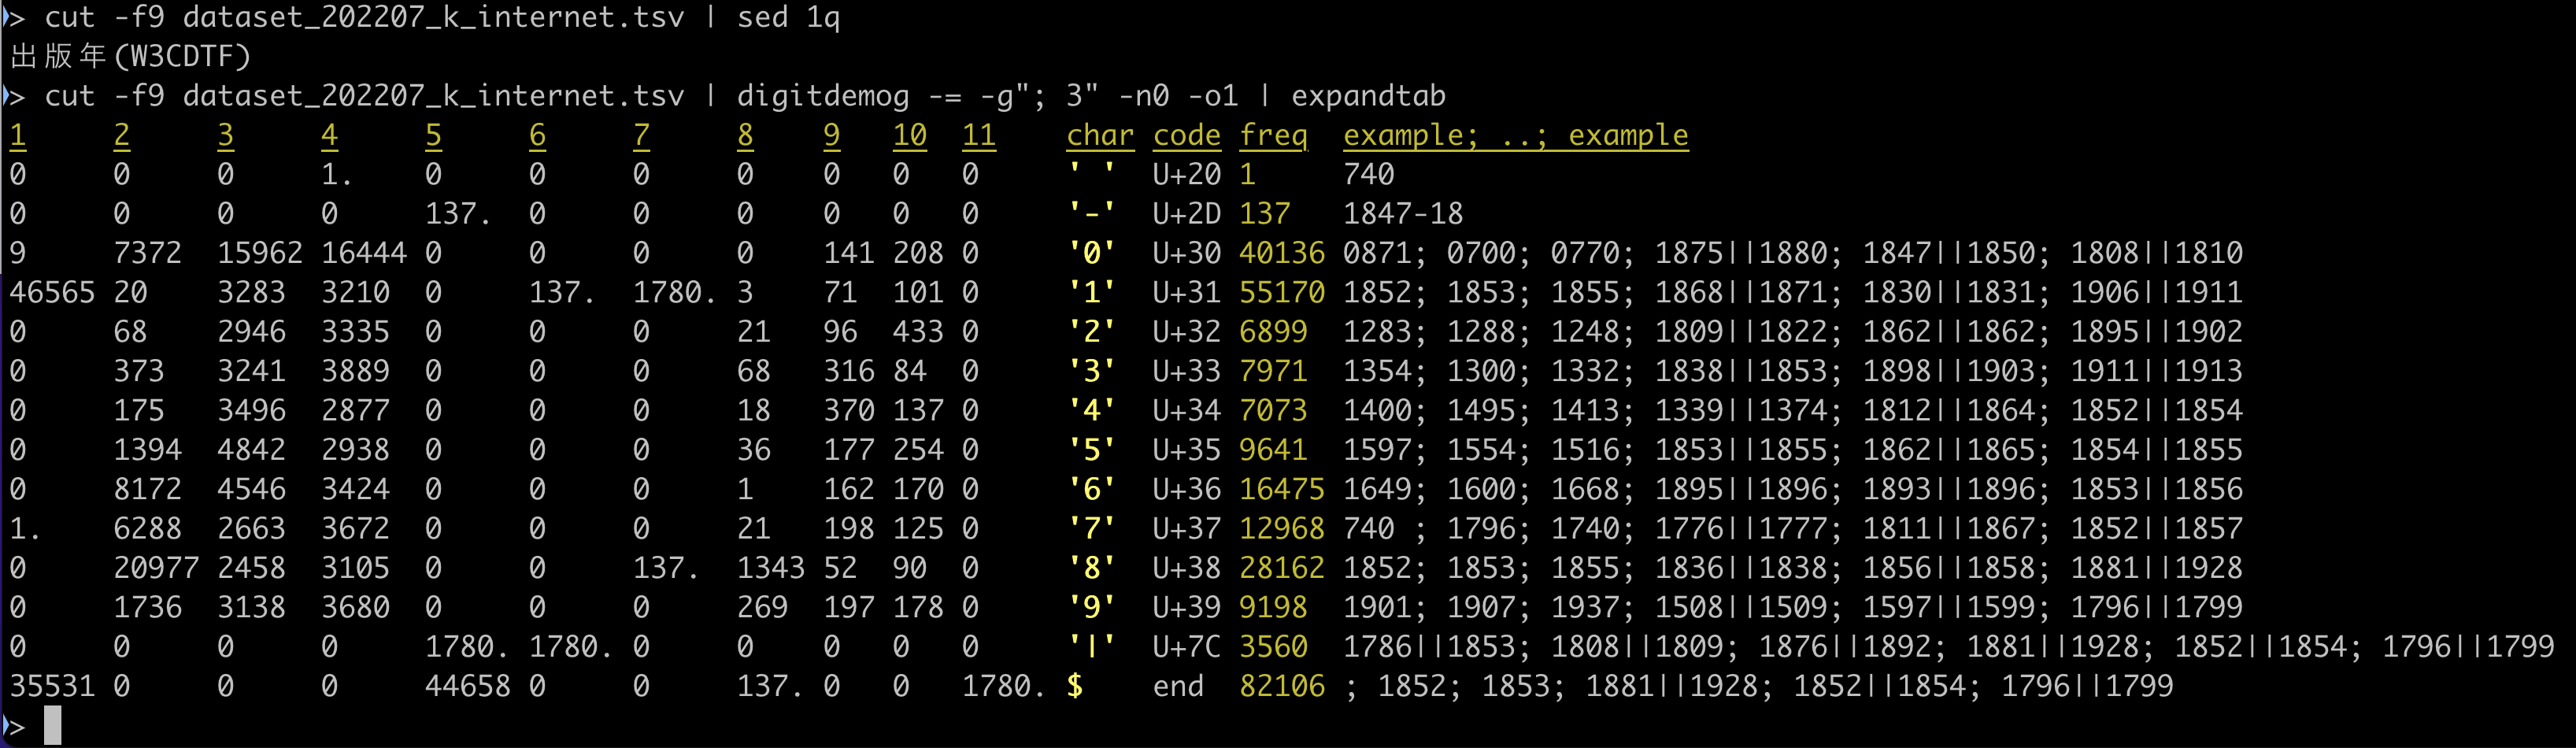 > cut -f9 dataset_202207_k_internet.tsv | sed 1q
出版年(W3CDTF)
> cut -f9 dataset_202207_k_internet.tsv | digitdemog -= -g"; 3" -n0 -o1 | expandtab
1 2 3 4 5 6 7 8 9 10 11 char code freq example; ..; example
0 0 0 1. 0 0 0 0 0 0 0 ' ' U+20 1 740
0 0 0 0 137. 0 0 0 0 0 0 '-' U+2D 137 1847-18
9 7372 15962 16444 0 0 0 0 141 208 0 '0' U+30 40136 0871; 0700; 0770; 1875||1880; 1847||1850; 1808||1810
46565 20 3283 3210 0 137. 1780. 3 71 101 0 '1' U+31 55170 1852; 1853; 1855; 1868||1871; 1830||1831; 1906||1911
0 68 2946 3335 0 0 0 21 96 433 0 '2' U+32 6899 1283; 1288; 1248; 1809||1822; 1862||1862; 1895||1902
0 373 3241 3889 0 0 0 68 316 84 0 '3' U+33 7971 1354; 1300; 1332; 1838||1853; 1898||1903; 1911||1913
0 175 3496 2877 0 0 0 18 370 137 0 '4' U+34 7073 1400; 1495; 1413; 1339||1374; 1812||1864; 1852||1854
0 1394 4842 2938 0 0 0 36 177 254 0 '5' U+35 9641 1597; 1554; 1516; 1853||1855; 1862||1865; 1854||1855
0 8172 4546 3424 0 0 0 1 162 170 0 '6' U+36 16475 1649; 1600; 1668; 1895||1896; 1893||1896; 1853||1856
1. 6288 2663 3672 0 0 0 21 198 125 0 '7' U+37 12968 740 ; 1796; 1740; 1776||1777; 1811||1867; 1852||1857
0 20977 2458 3105 0 0 137. 1343 52 90 0 '8' U+38 28162 1852; 1853; 1855; 1836||1838; 1856||1858; 1881||1928
0 1736 3138 3680 0 0 0 269 197 178 0 '9' U+39 9198 1901; 1907; 1937; 1508||1509; 1597||1599; 1796||1799
0 0 0 0 1780. 1780. 0 0 0 0 0 '|' U+7C 3560 1786||1853; 1808||1809; 1876||1892; 1881||1928; 1852||1854; 1796||1799
35531 0 0 0 44658 0 0 137. 0 0 1780. $ end 82106 ; 1852; 1853; 1881||1928; 1852||1854; 1796||1799
>